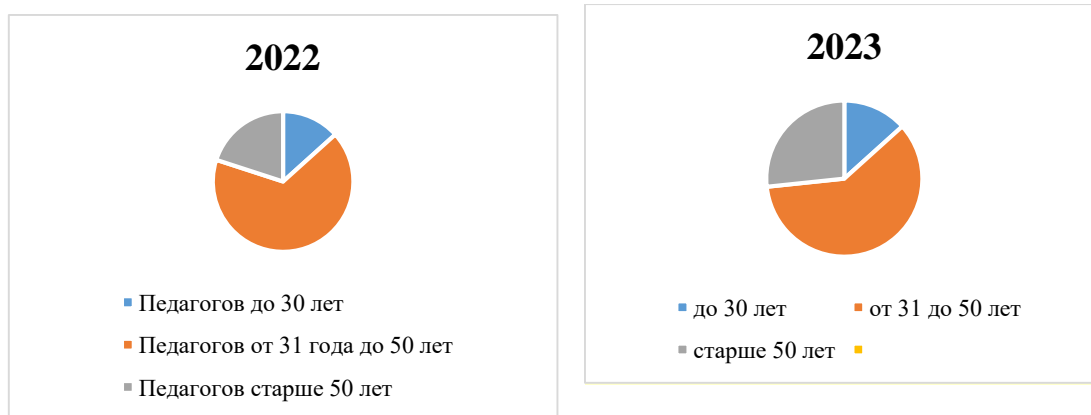 2022
Педагогов до 30 лет
Педагогов от 31 года до 50 лет
Педагогов старше 50 лет
2023
до 30 лет
от 31 до 50 лет
старше 50 лет